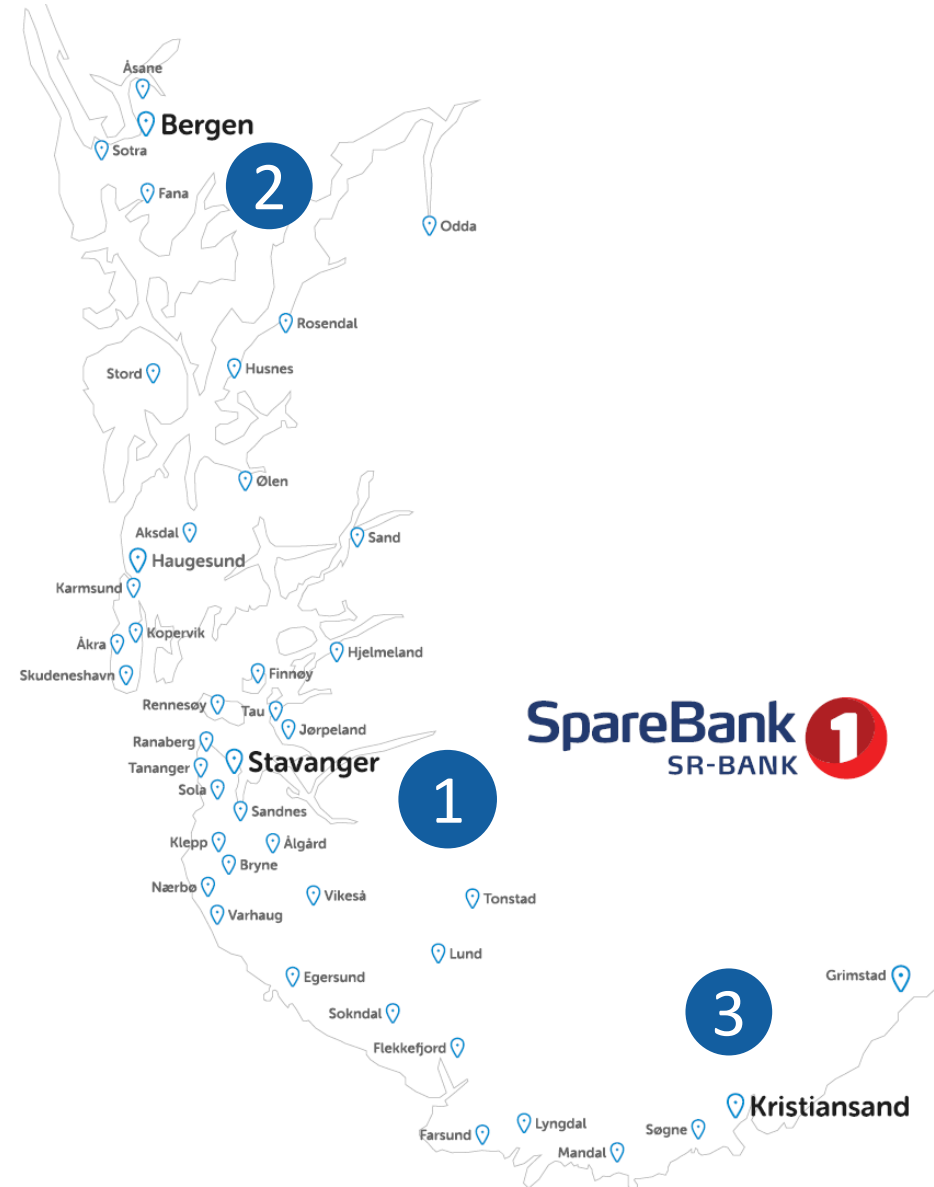 Åsane
Bergen
Sotra
2
Fana
Odda
Rosendal
Stord
Husnes
Ølen
Aksdal
Sand
Haugesund
Karmsund
Kopervik
Åkra
Hjelmeland
Skudeneshavn
Finnøy
Rennesøy
Tau
Jørpeland
SpareBank 1
SR-BANK
Ranaberg
Stavanger
Tananger
Sola
1
Sandnes
Klepp
Ålgård
Bryne
Nærbø
Vikeså
Tonstad
Varhaug
Lund
Egersund
Grimstad
Sokndal
3
Flekkefjord
Kristiansand
Lyngdal
Søgne
Farsund
Mandal